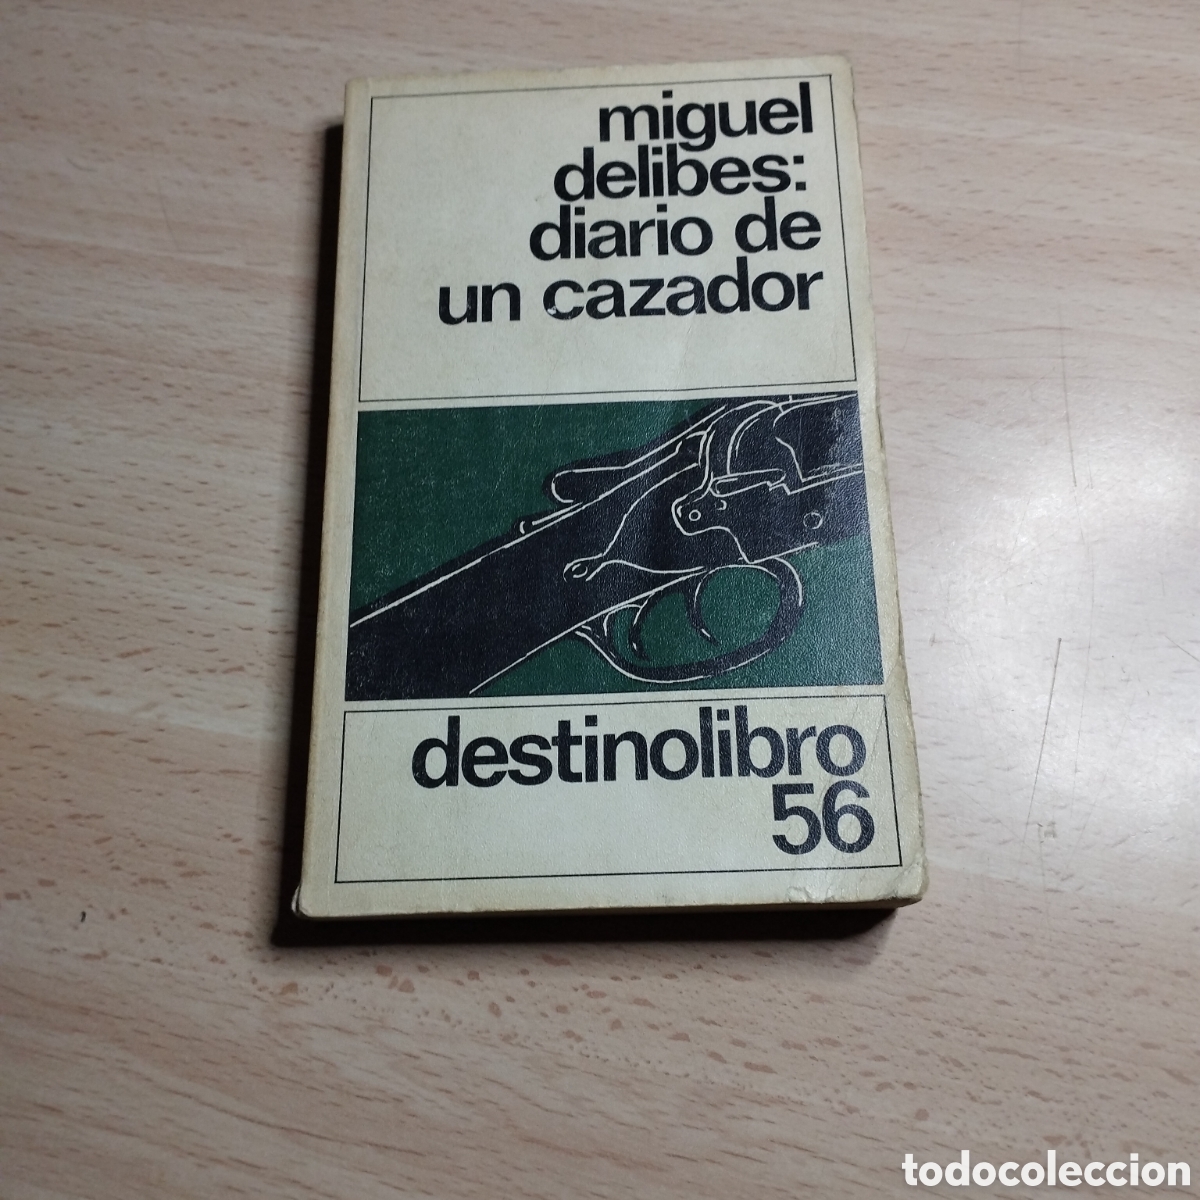 miguel
delibes:
diario de
un cazador
destinolibro
56
todocoleccion